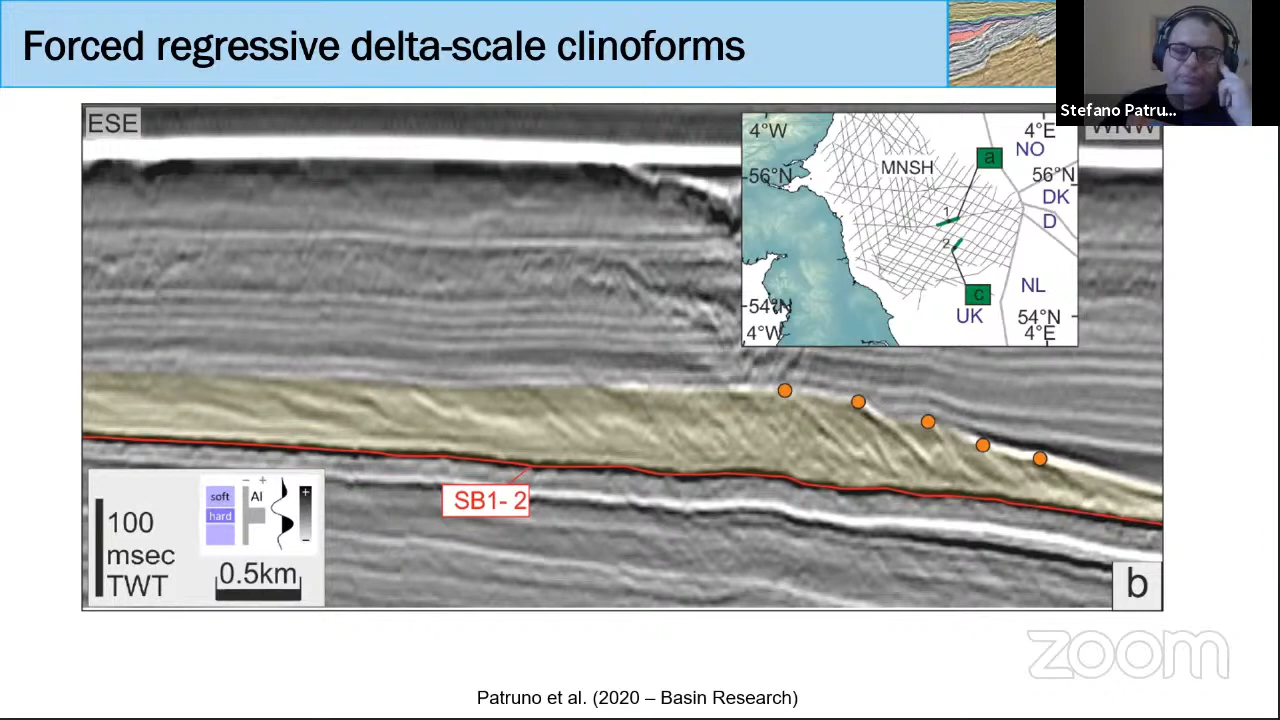 Forced regressive delta-scale clinoforms
Stefano Patru...
ESE
WNW
4°W
4°E
NO
MNSH
a
56°N
56°N
DK
D
1
2
NL
c
54°N
54°N
UK
4°W
4°E
SB1- 2
100
msec
TWT
soft
hard
- +
AI
+
-
0.5km
b
zoom
Patruno et al. (2020 – Basin Research)